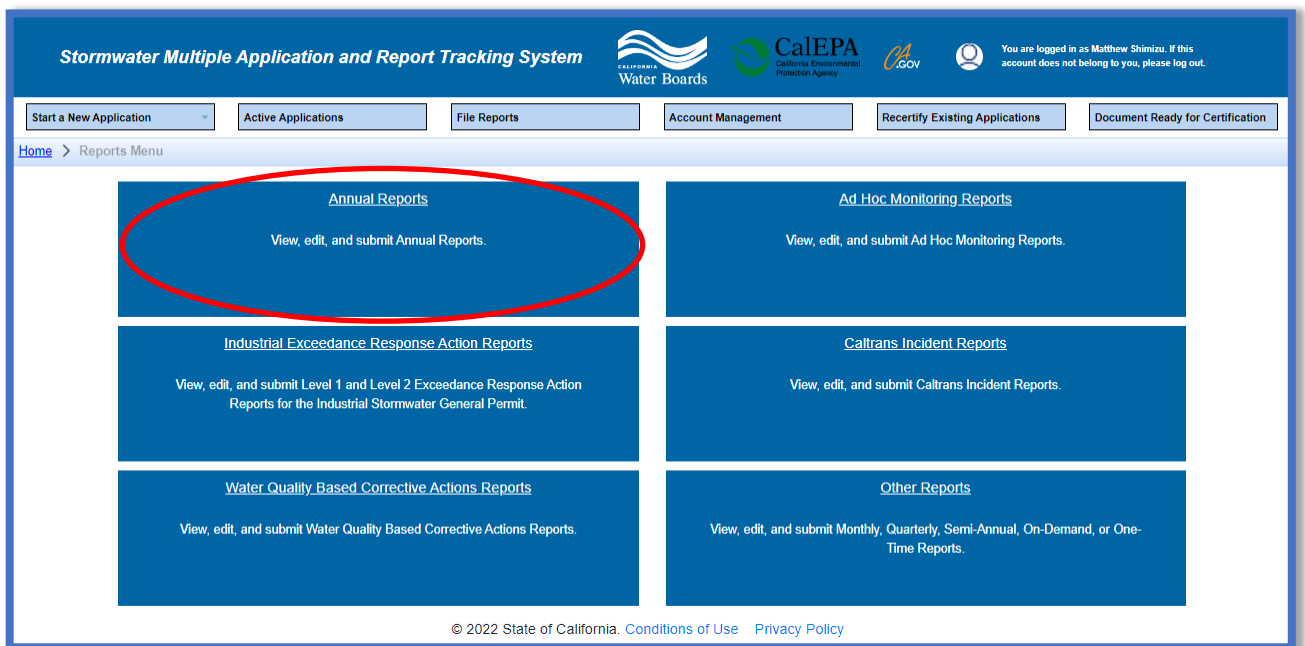 Stormwater Multiple Application and Report Tracking System
CALIFORNIA
Water Boards
CalEPA
California Environmental
Protection Agency
CA.GOV
You are logged in as Matthew Shimizu. If this
account does not belong to you, please log out.
Start a New Application
Active Applications
File Reports
Account Management
Recertify Existing Applications
Document Ready for Certification
Home > Reports Menu
Annual Reports
View, edit, and submit Annual Reports.
Ad Hoc Monitoring Reports
View, edit, and submit Ad Hoc Monitoring Reports.
Industrial Exceedance Response Action Reports
View, edit, and submit Level 1 and Level 2 Exceedance Response Action
Reports for the Industrial Stormwater General Permit.
Caltrans Incident Reports
View, edit, and submit Caltrans Incident Reports.
Water Quality Based Corrective Actions Reports
View, edit, and submit Water Quality Based Corrective Actions Reports.
Other Reports
View, edit, and submit Monthly, Quarterly, Semi-Annual, On-Demand, or One-
Time Reports.
© 2022 State of California. Conditions of Use Privacy Policy